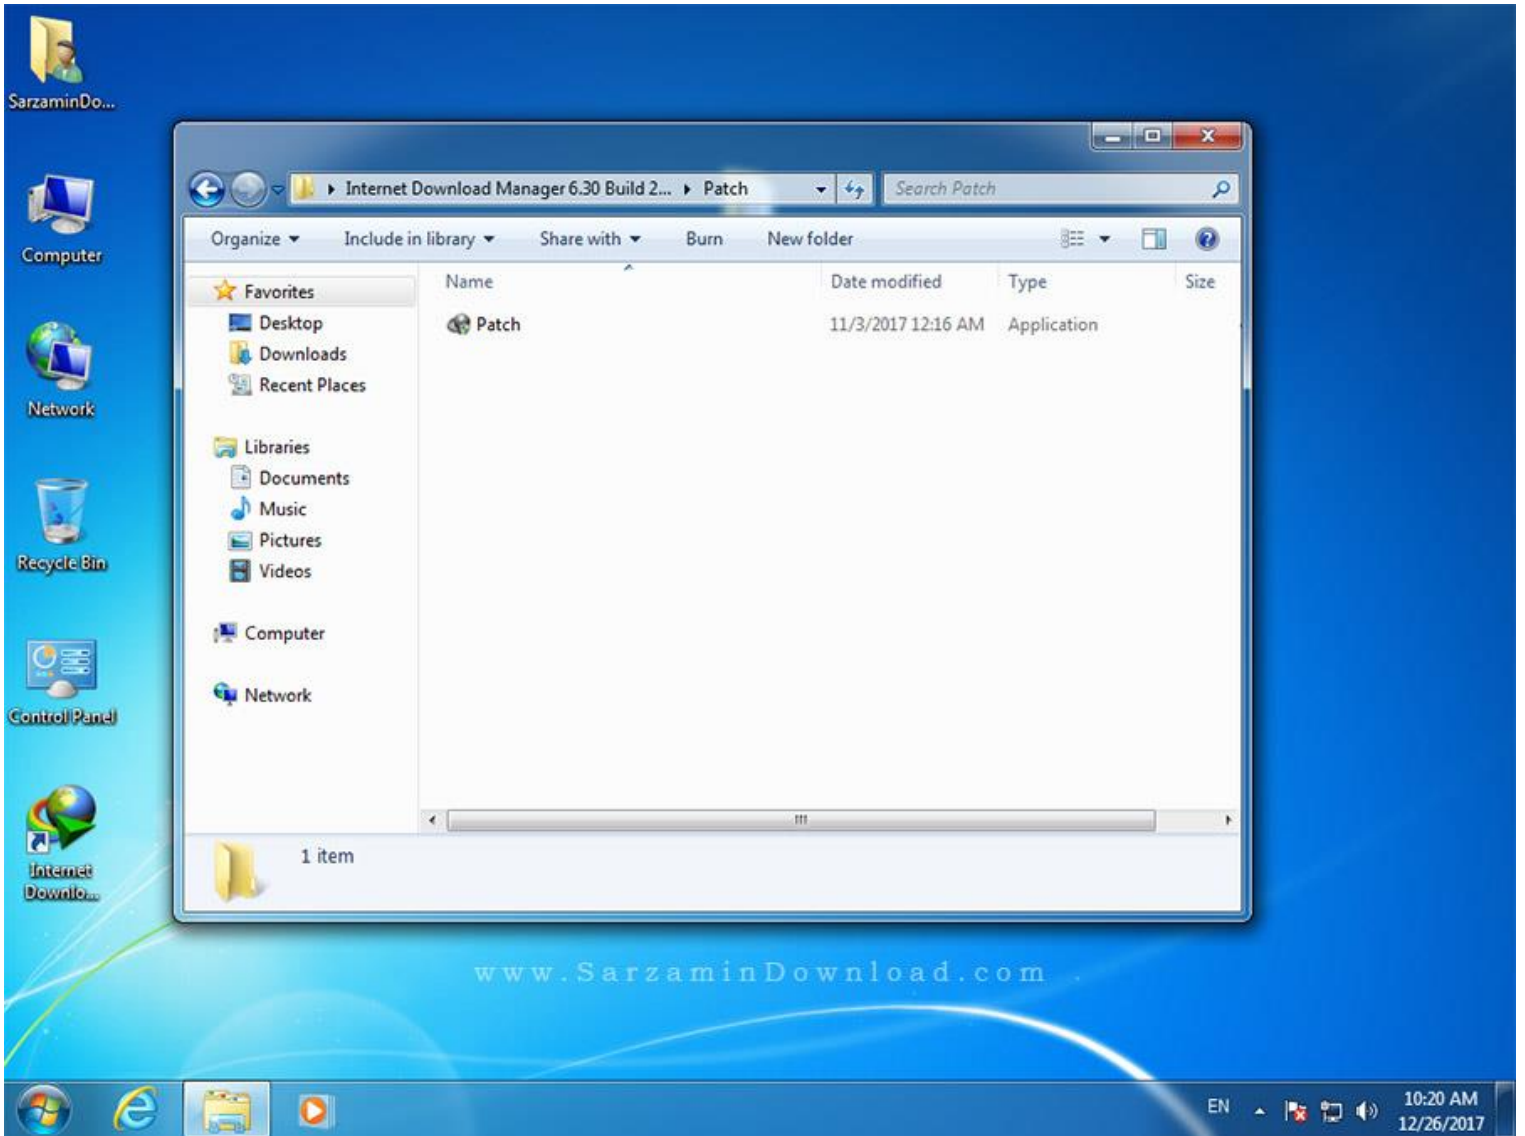 SarzaminDo...
Internet Download Manager 6.30 Build 2... Patch
Search Patch
Organize
Include in library
Share with
Burn
New folder
Computer
Name
Date modified
Type
Size
Favorites
Desktop
Patch
11/3/2017 12:16 AM
Application
Downloads
Recent Places
Network
Libraries
Documents
Music
Pictures
Videos
Recycle Bin
Computer
Network
Control Panel
1 item
Internet
Downlo...
www.SarzaminDownload.com
EN
10:20 AM
12/26/2017